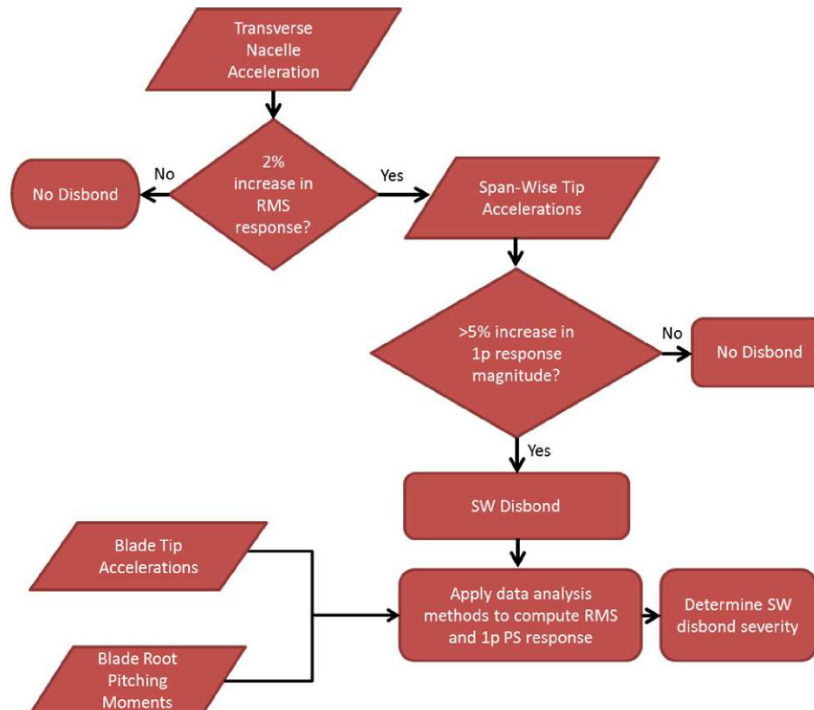 Transverse
Nacelle
Acceleration
No
2%
increase in
RMS
response?
Yes
No Disbond
Span-Wise Tip
Accelerations
>5% increase in
1p response
magnitude?
No
No Disbond
Yes
SW Disbond
Blade Tip
Accelerations
Apply data analysis
methods to compute RMS
and 1p PS response
Determine SW
disbond severity
Blade Root
Pitching
Moments